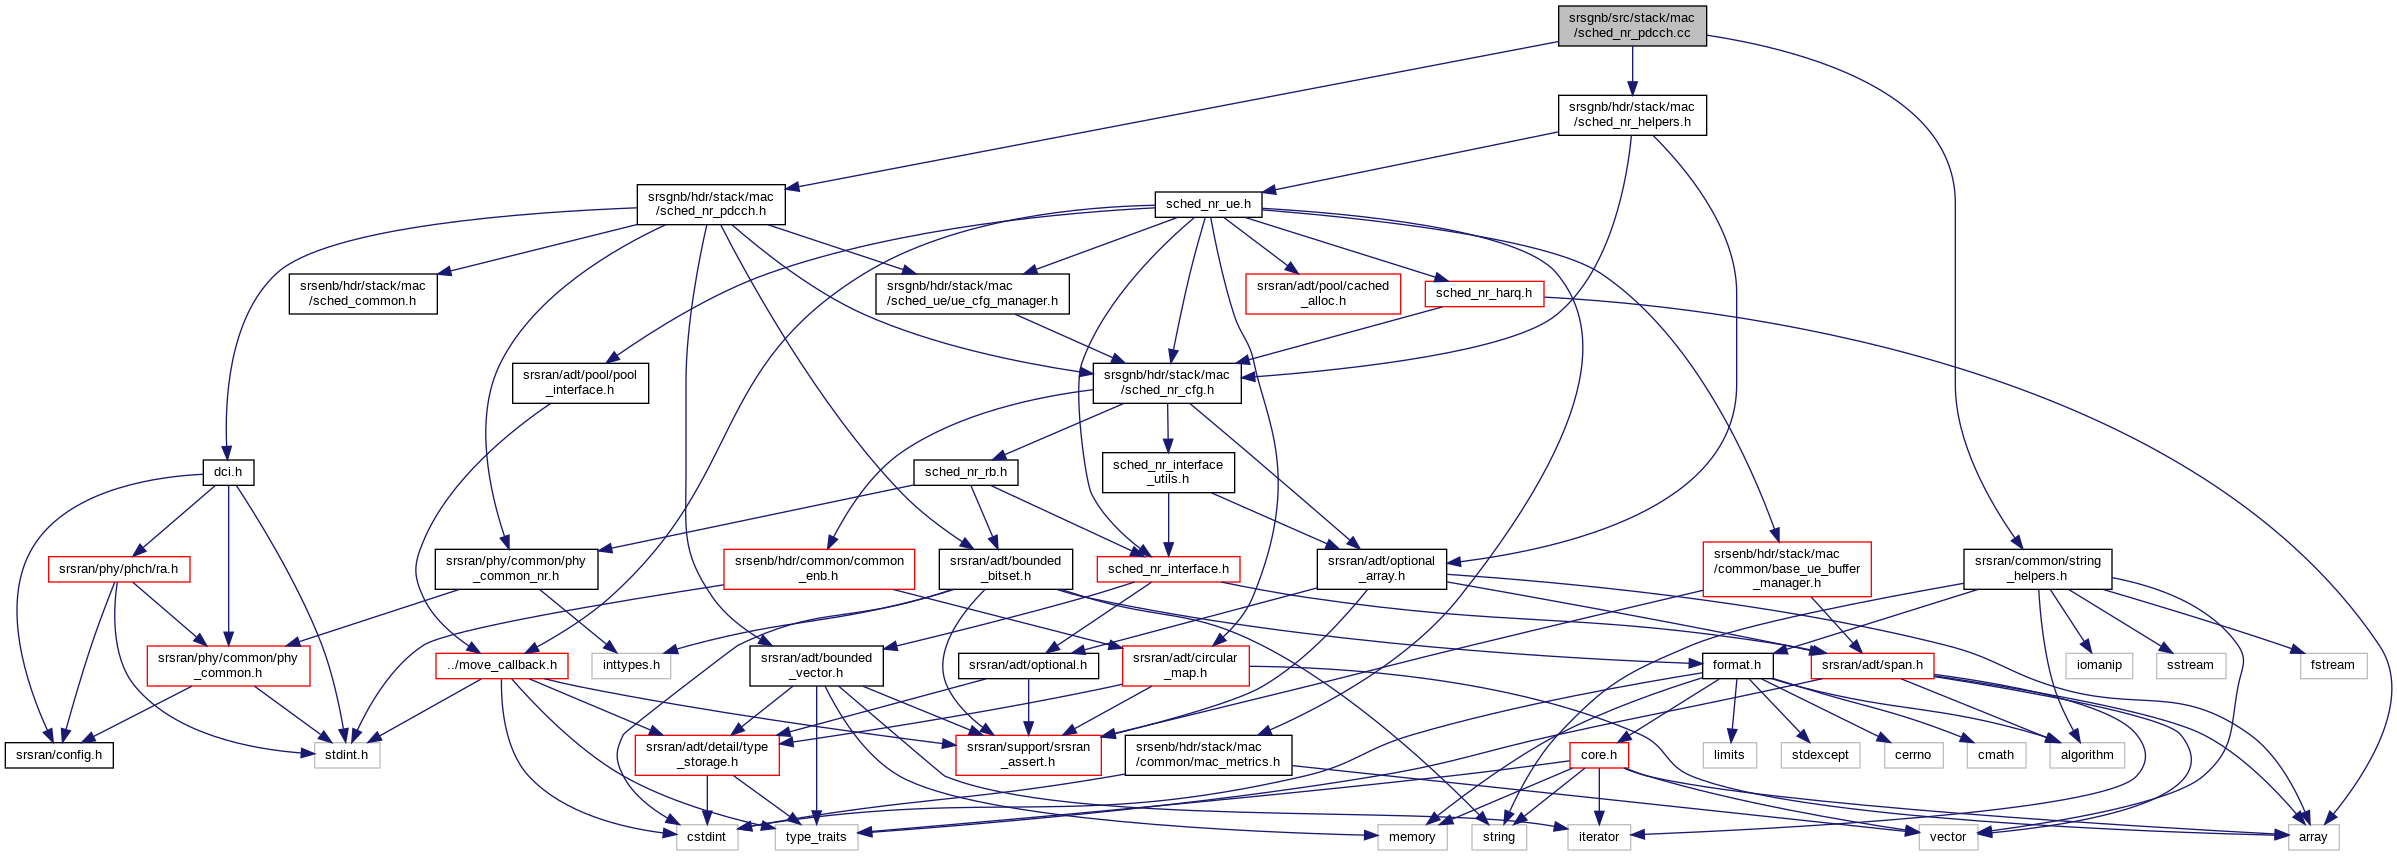 srsgnb/src/stack/mac
/sched_nr_pdcch.cc
srsgnb/hdr/stack/mac
/sched_nr_helpers.h
srsgnb/hdr/stack/mac
/sched_nr_pdcch.h
sched_nr_ue.h
srsenb/hdr/stack/mac
/sched_common.h
srsgnb/hdr/stack/mac
/sched_ue/ue_cfg_manager.h
srsran/adt/pool/cached
_alloc.h
sched_nr_harq.h
srsran/adt/pool/pool
_interface.h
srsgnb/hdr/stack/mac
/sched_nr_cfg.h
dci.h
sched_nr_rb.h
sched_nr_interface
_utils.h
srsran/phy/phch/ra.h
srsran/phy/common/phy
_common_nr.h
srsenb/hdr/common/common
_enb.h
srsran/adt/bounded
_bitset.h
sched_nr_interface.h
srsran/adt/optional
_array.h
srsenb/hdr/stack/mac
/common/base_ue_buffer
_manager.h
srsran/common/string
_helpers.h
srsran/phy/common/phy
_common.h
../move_callback.h
inttypes.h
srsran/adt/bounded
_vector.h
srsran/adt/optional.h
srsran/adt/circular
_map.h
format.h
srsran/adt/span.h
iomanip
sstream
fstream
srsran/config.h
stdint.h
srsran/adt/detail/type
_storage.h
srsran/support/srsran
_assert.h
srsenb/hdr/stack/mac
/common/mac_metrics.h
core.h
limits
stdexcept
cerrno
cmath
algorithm
cstdint
type_traits
memory
string
iterator
vector
array